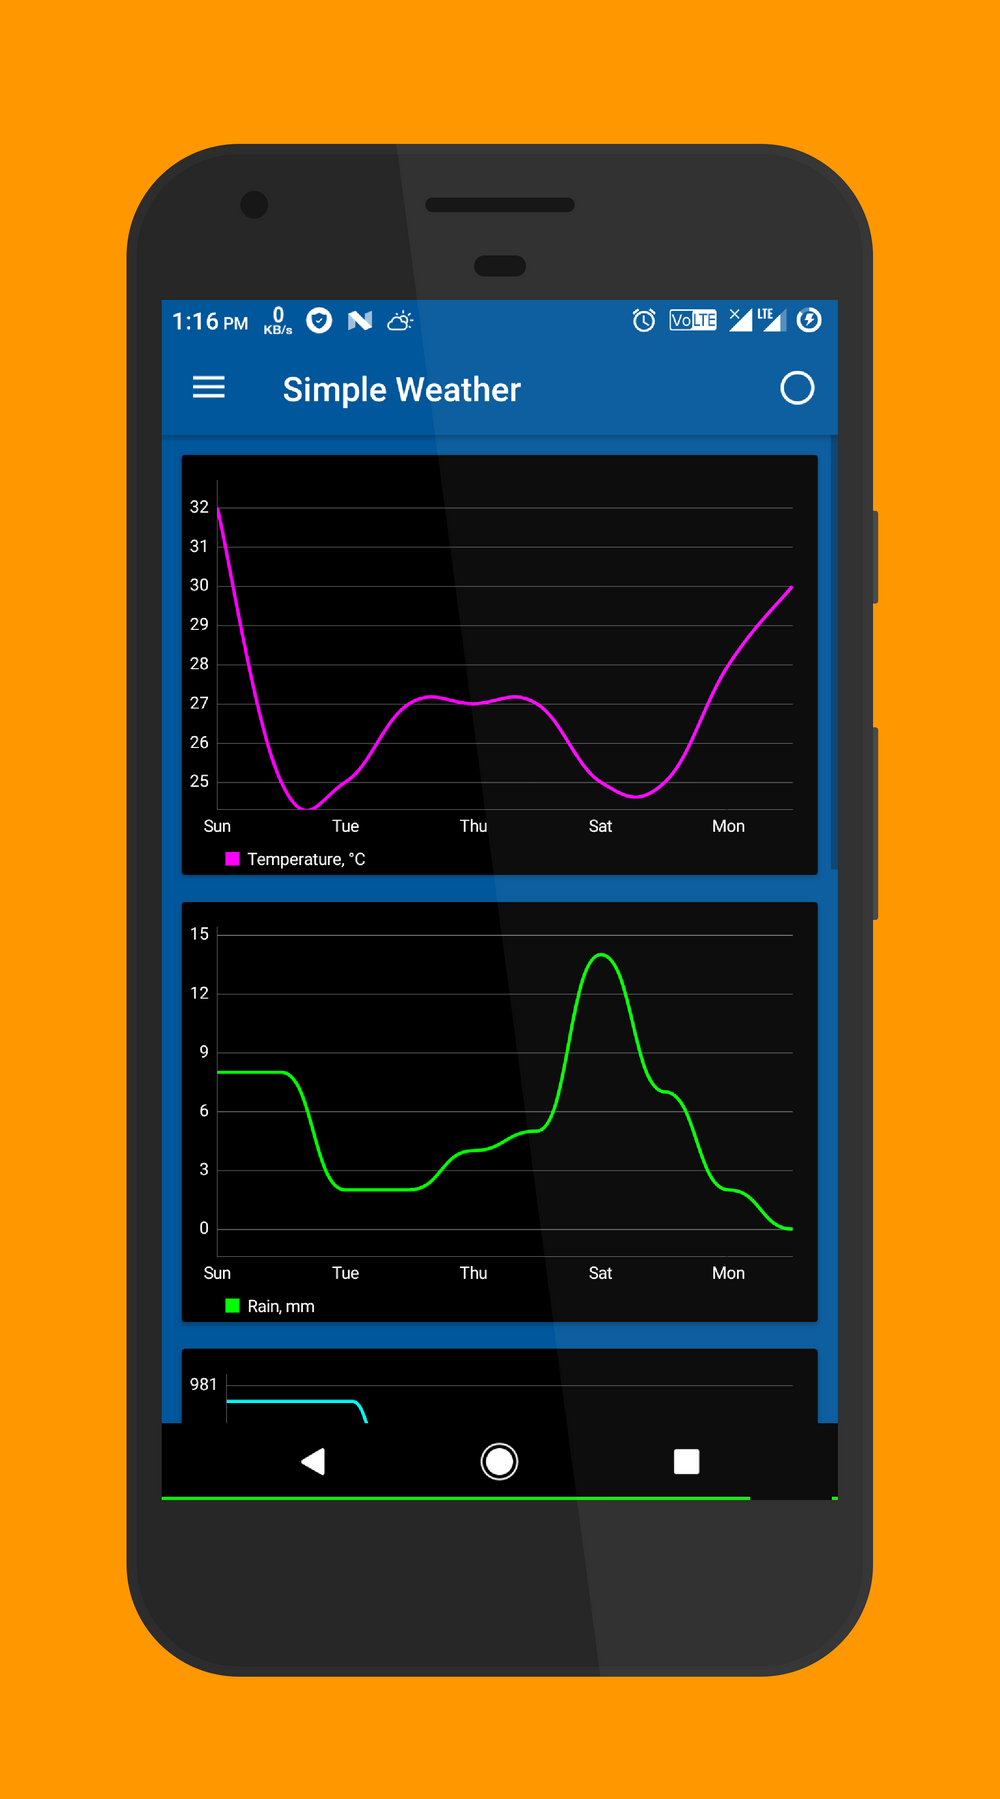 1:16 PM 0 KB/s VoLTE LTE
Simple Weather
32
31
30
29
28
27
26
25
Sun Tue Thu Sat Mon
Temperature, °C
15
12
9
6
3
0
Sun Tue Thu Sat Mon
Rain, mm
981